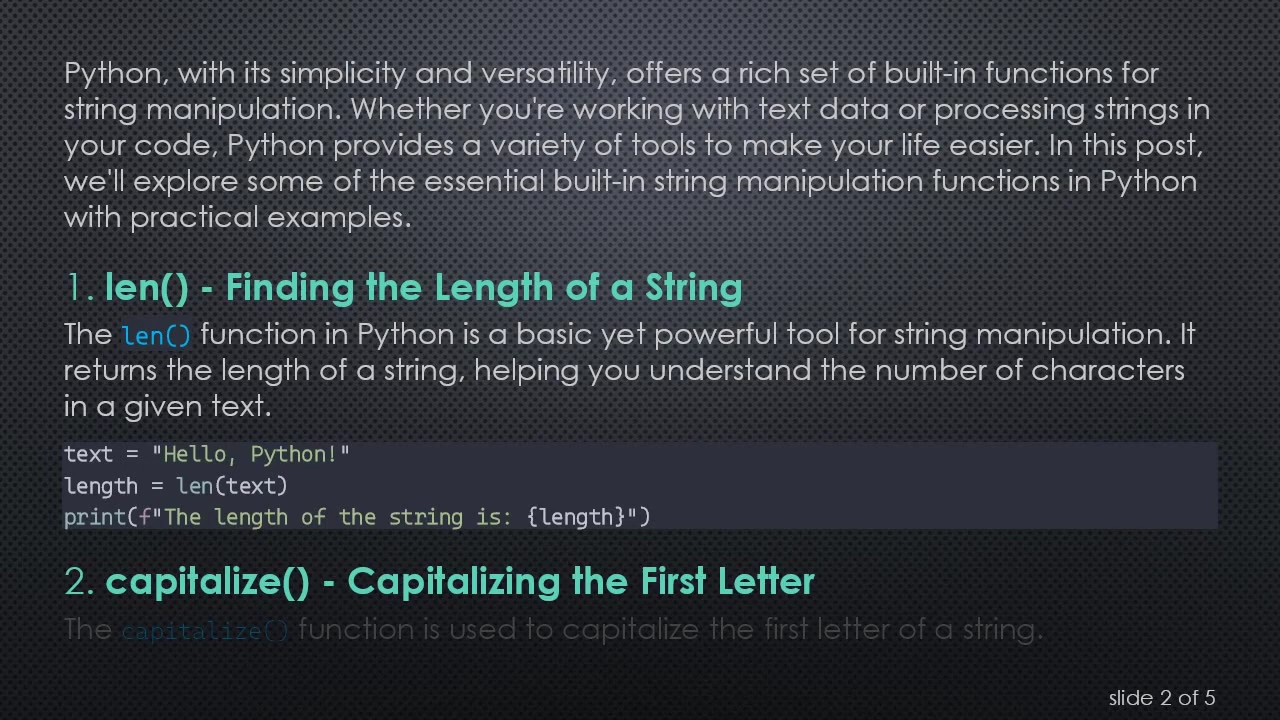 Python, with its simplicity and versatility, offers a rich set of built-in functions for
string manipulation. Whether you're working with text data or processing strings in
your code, Python provides a variety of tools to make your life easier. In this post,
we'll explore some of the essential built-in string manipulation functions in Python
with practical examples.
1. len() - Finding the Length of a String
The len() function in Python is a basic yet powerful tool for string manipulation. It
returns the length of a string, helping you understand the number of characters
in a given text.
text = "Hello, Python!"
length = len(text)
print(f"The length of the string is: {length}")
2. capitalize() - Capitalizing the First Letter
The capitalize() function is used to capitalize the first letter of a string.
slide 2 of 5